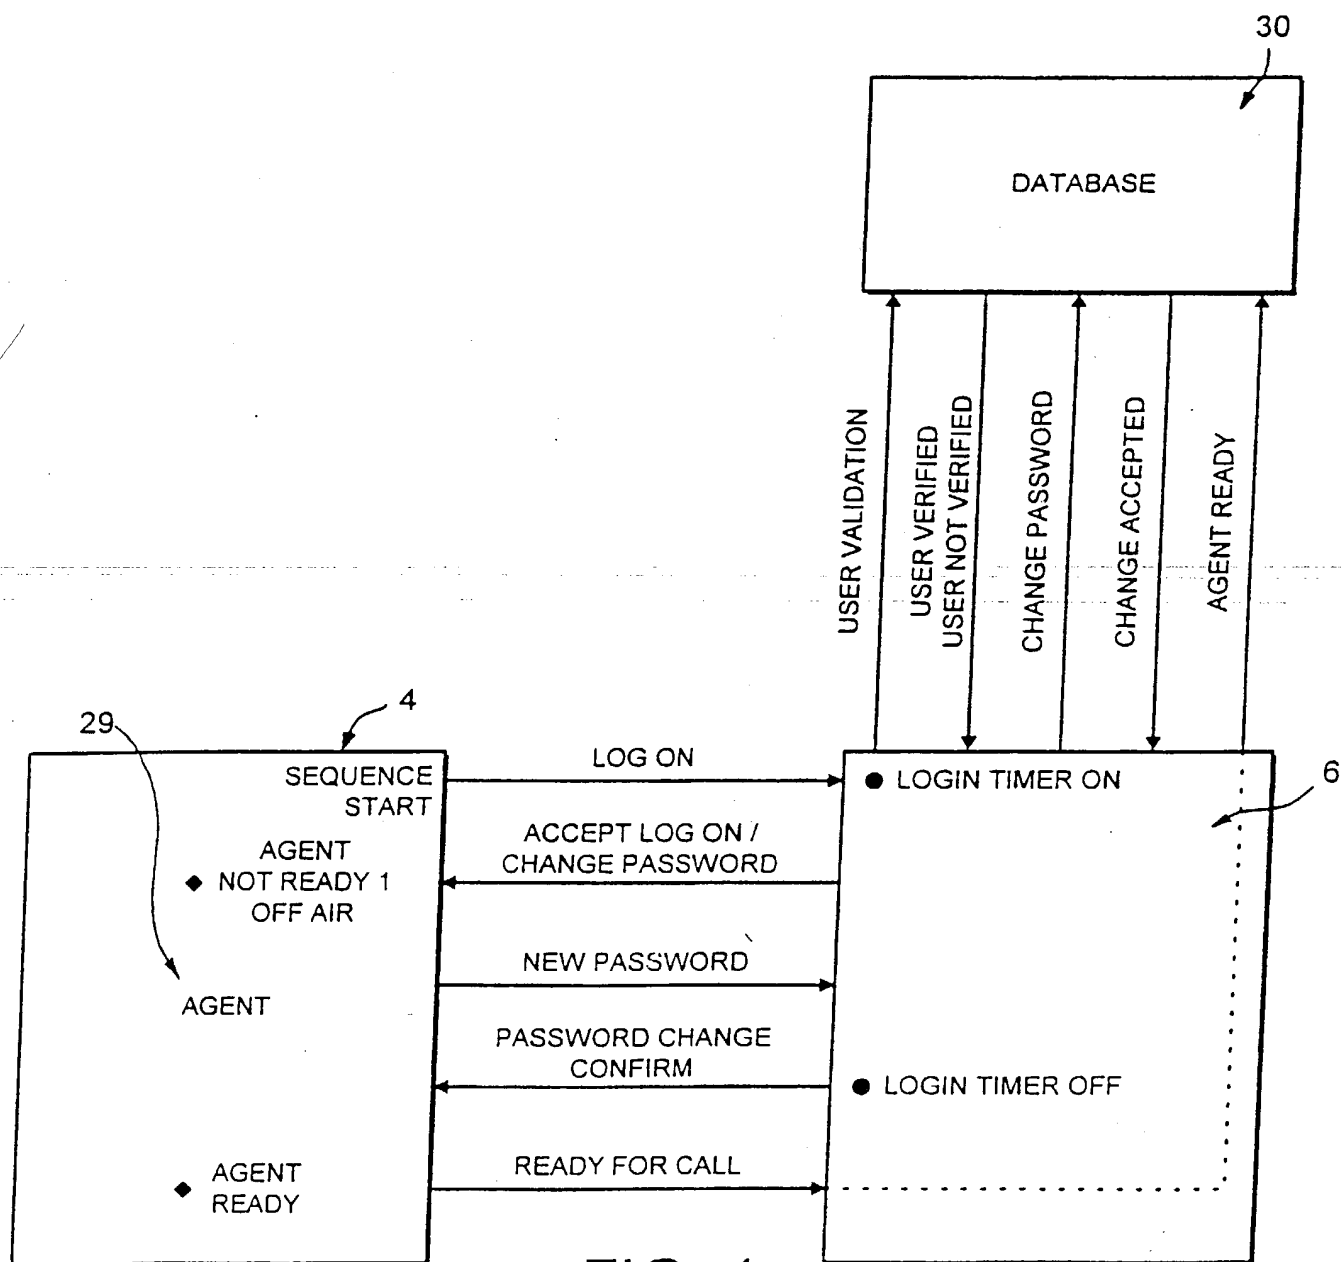 30
DATABASE
USER VALIDATION
USER VERIFIED
USER NOT VERIFIED
CHANGE PASSWORD
CHANGE ACCEPTED
AGENT READY
29
4
6
SEQUENCE
START
LOG ON
LOGIN TIMER ON
AGENT
NOT READY 1
OFF AIR
ACCEPT LOG ON /
CHANGE PASSWORD
AGENT
NEW PASSWORD
PASSWORD CHANGE
CONFIRM
LOGIN TIMER OFF
AGENT
READY
READY FOR CALL